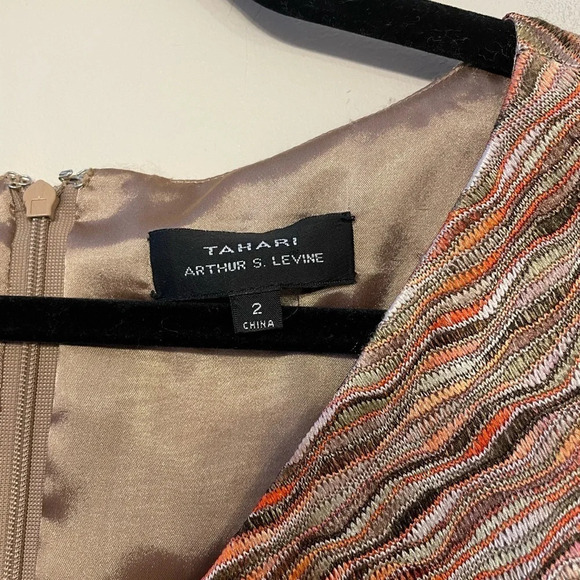 TAHARI
ARTHUR S. LEVINE
2
CHINA